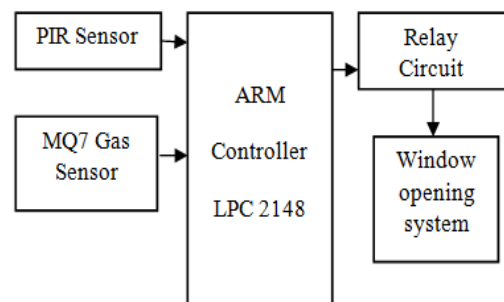 PIR Sensor
MQ7 Gas
Sensor
ARM
Controller
LPC 2148
Relay
Circuit
Window
opening
system